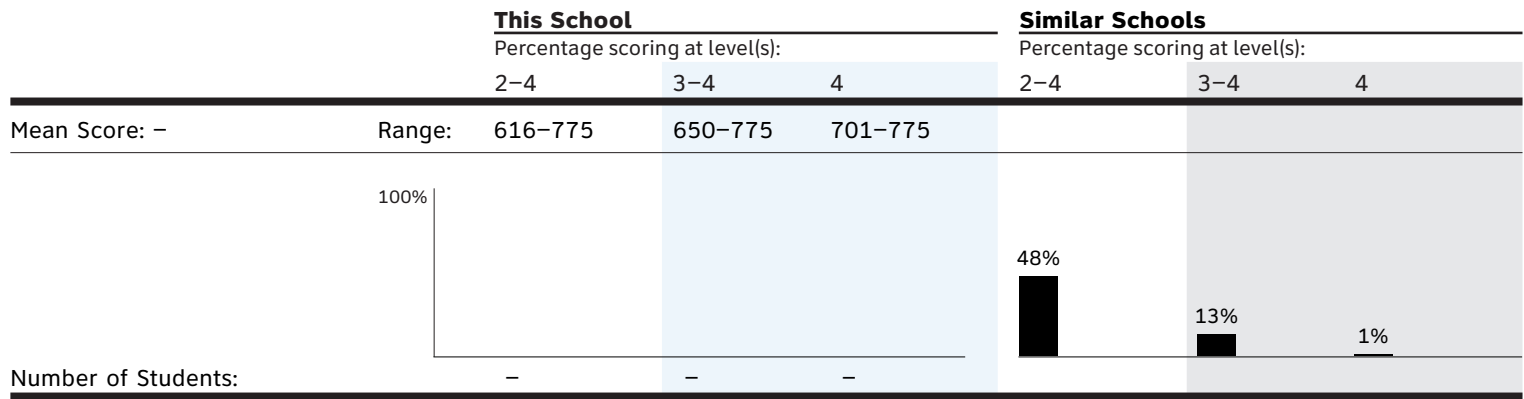 This School Similar Schools
Percentage scoring at level(s): Percentage scoring at level(s):
2–4 3–4 4 2–4 3–4 4
Mean Score: – Range: 616–775 650–775 701–775
100%
48%
13%
1%
Number of Students: – – –